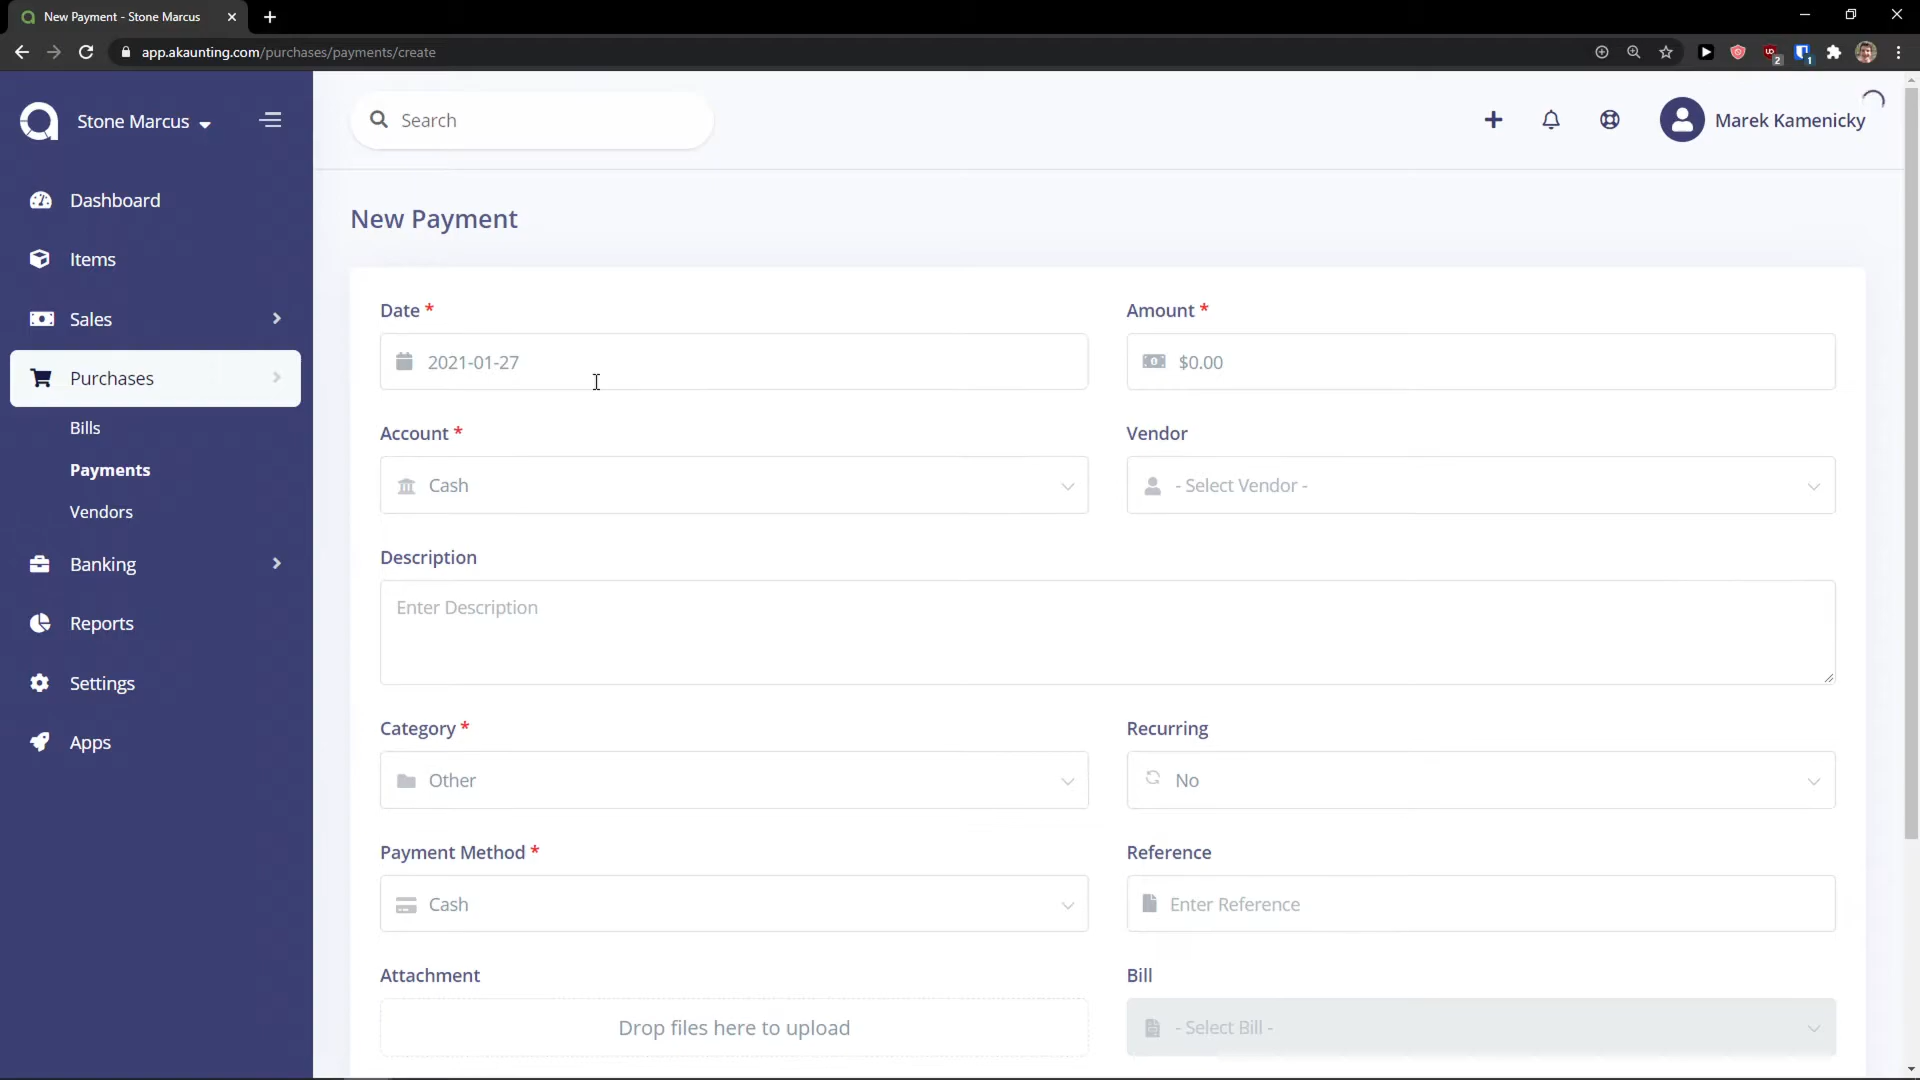 New Payment - Stone Marcus
app.akaunting.com/purchases/payments/create
2
1
Stone Marcus
Search
Marek Kamenicky
Dashboard
Items
Sales
Purchases
Bills
Payments
Vendors
Banking
Reports
Settings
Apps
New Payment
Date *
Amount *
2021-01-27
$0.00
Account *
Vendor
Cash
- Select Vendor -
Description
Enter Description
Category *
Recurring
Other
No
Payment Method *
Reference
Cash
Enter Reference
Attachment
Bill
Drop files here to upload
- Select Bill -